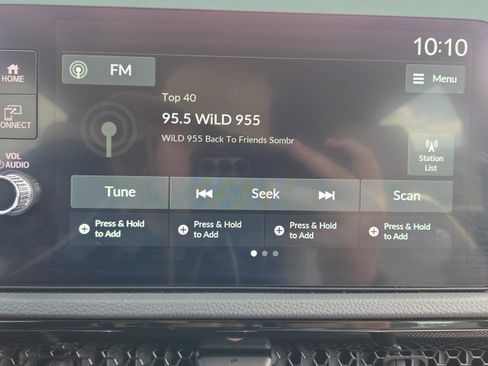 10:10
HOME
FM
Menu
Top 40
95.5 WiLD 955
WiLD 955 Back To Friends Sombr
CONNECT
Station
List
VOL
AUDIO
Tune
Seek
Scan
Press & Hold
to Add
Press & Hold
to Add
Press & Hold
to Add
Press & Hold
to Add